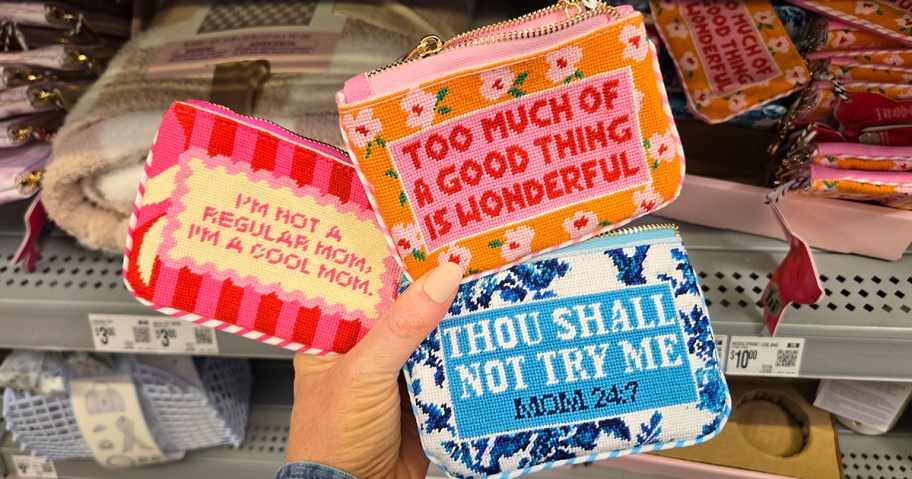 TOO MUCH OF
A GOOD THING
IS WONDERFUL
I'M NOT A
REGULAR MOM,
I'M A COOL MOM.
THOU SHALL
NOT TRY ME
MOM 24:7
TOO MUCH OF
A GOOD THING
IS WONDERFUL
$3.00
$3.00
$10.00